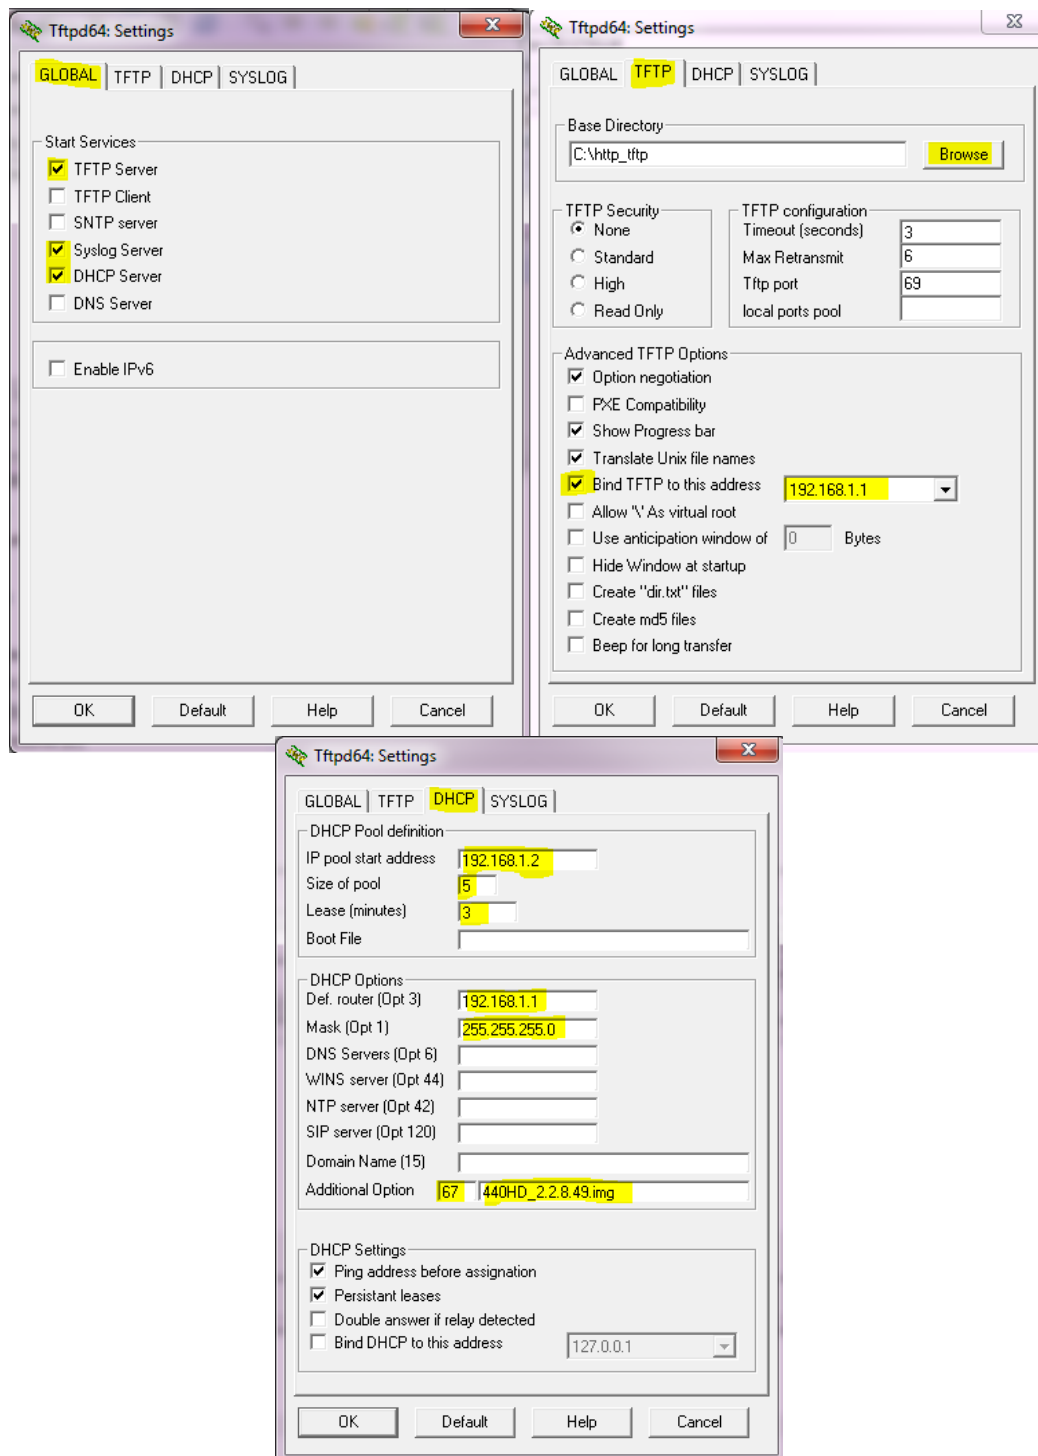 Tftpd64: Settings
GLOBAL TFTP DHCP SYSLOG
Start Services
TFTP Server
TFTP Client
SNTP server
Syslog Server
DHCP Server
DNS Server
Enable IPv6
OK Default Help Cancel
Tftpd64: Settings
GLOBAL TFTP DHCP SYSLOG
Base Directory
C:\http_tftp Browse
TFTP Security
None
Standard
High
Read Only
TFTP configuration
Timeout (seconds) 3
Max Retransmit 6
Tftp port 69
local ports pool
Advanced TFTP Options
Option negotiation
PXE Compatibility
Show Progress bar
Translate Unix file names
Bind TFTP to this address 192.168.1.1
Allow '\' As virtual root
Use anticipation window of 0 Bytes
Hide Window at startup
Create "dir.txt" files
Create md5 files
Beep for long transfer
OK Default Help Cancel
Tftpd64: Settings
GLOBAL TFTP DHCP SYSLOG
DHCP Pool definition
IP pool start address 192.168.1.2
Size of pool 5
Lease (minutes) 3
Boot File
DHCP Options
Def. router (Opt 3) 192.168.1.1
Mask (Opt 1) 255.255.255.0
DNS Servers (Opt 6)
WINS server (Opt 44)
NTP server (Opt 42)
SIP server (Opt 120)
Domain Name (15)
Additional Option 67 440HD_2.2.8.49.img
DHCP Settings
Ping address before assignation
Persistant leases
Double answer if relay detected
Bind DHCP to this address 127.0.0.1
OK Default Help Cancel